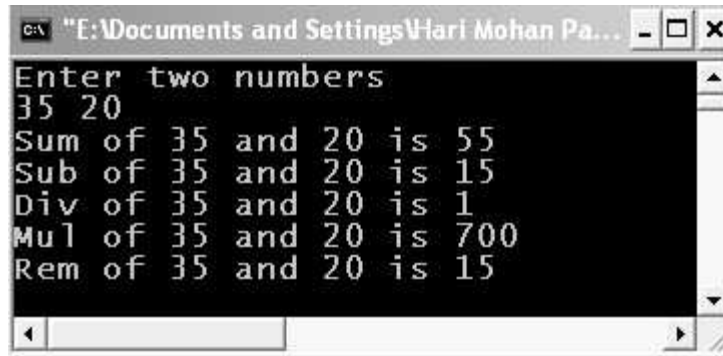 "E:\Documents and Settings\Hari Mohan Pa...
Enter two numbers
35 20
Sum of 35 and 20 is 55
Sub of 35 and 20 is 15
Div of 35 and 20 is 1
Mul of 35 and 20 is 700
Rem of 35 and 20 is 15